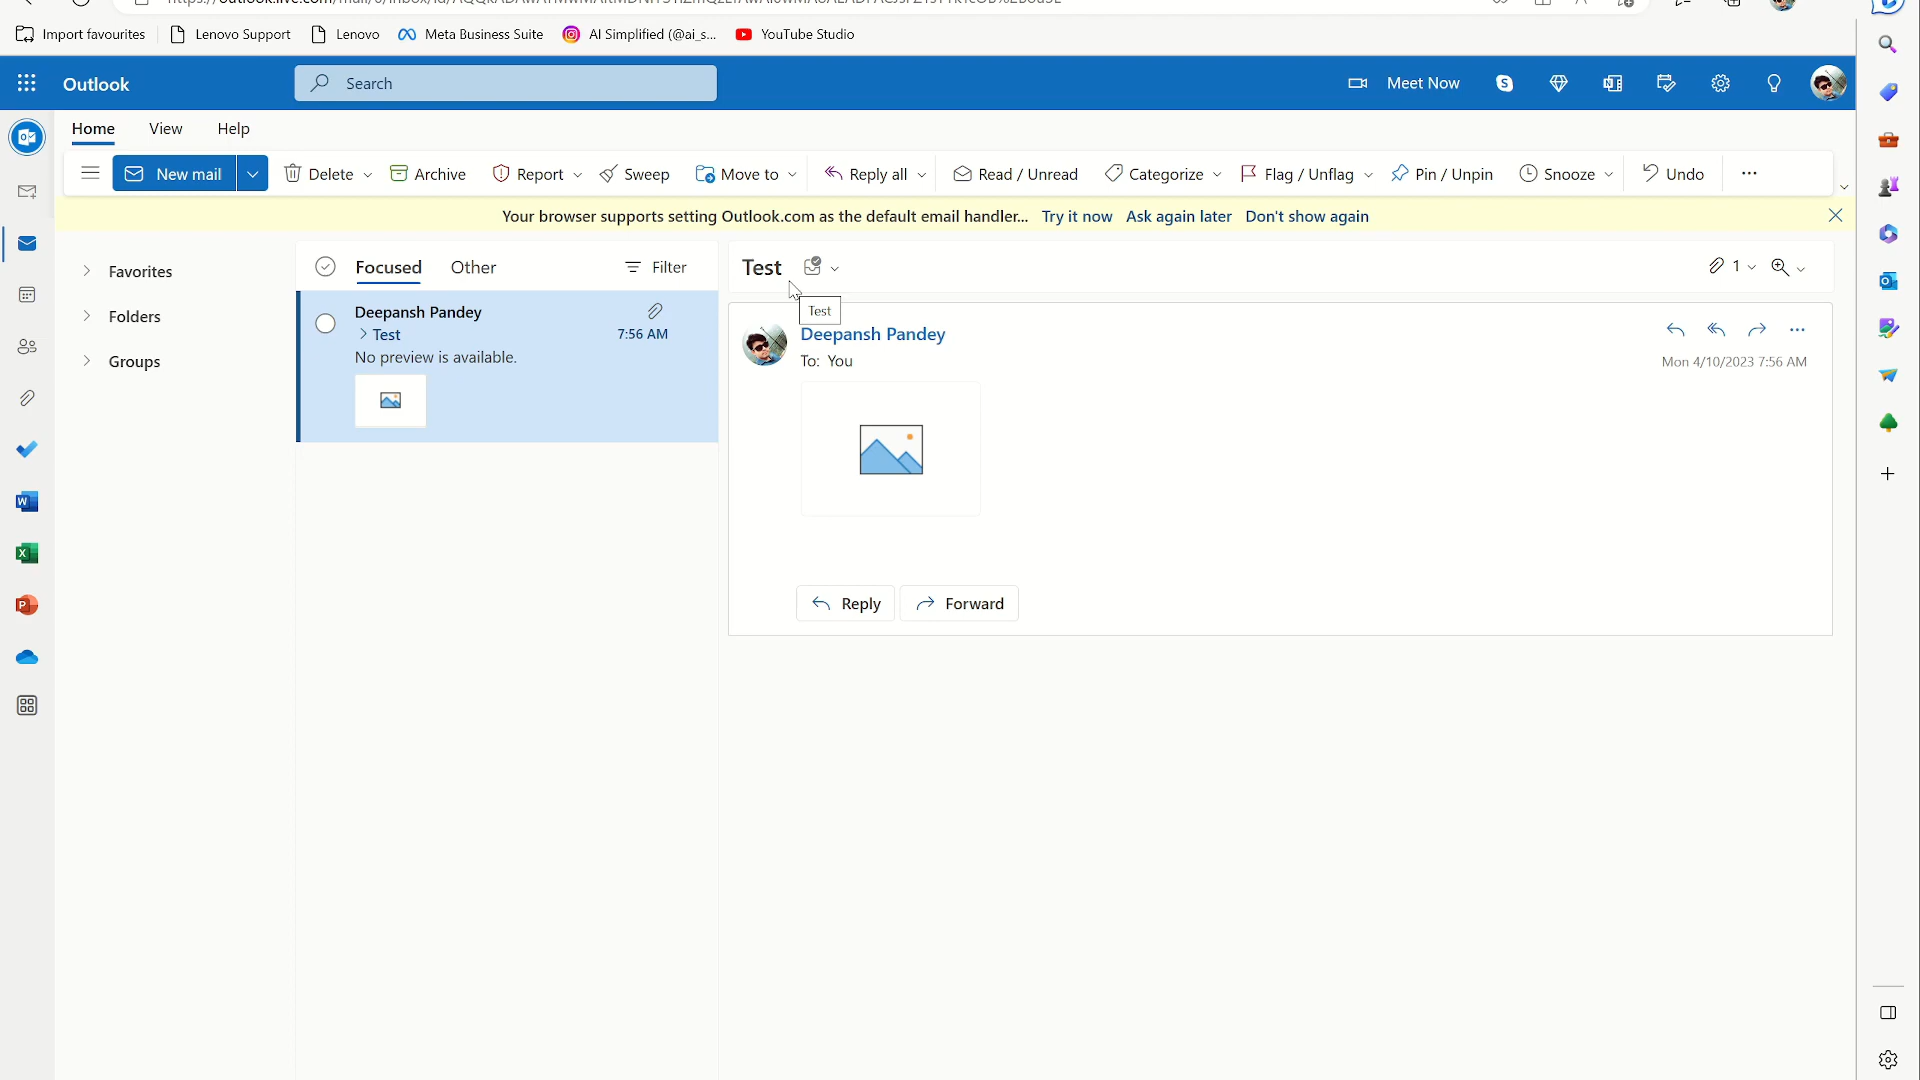 Import favourites Lenovo Support Lenovo Meta Business Suite AI Simplified (@ai_s... YouTube Studio
Outlook Search Meet Now
Home View Help
New mail Delete Archive Report Sweep Move to Reply all Read / Unread Categorize Flag / Unflag Pin / Unpin Snooze Undo ...
Your browser supports setting Outlook.com as the default email handler... Try it now Ask again later Don't show again
Favorites
Folders
Groups
Focused Other Filter
Deepansh Pandey
> Test 7:56 AM
No preview is available.
Test 1
Test
Deepansh Pandey
To: You
Mon 4/10/2023 7:56 AM
Reply Forward